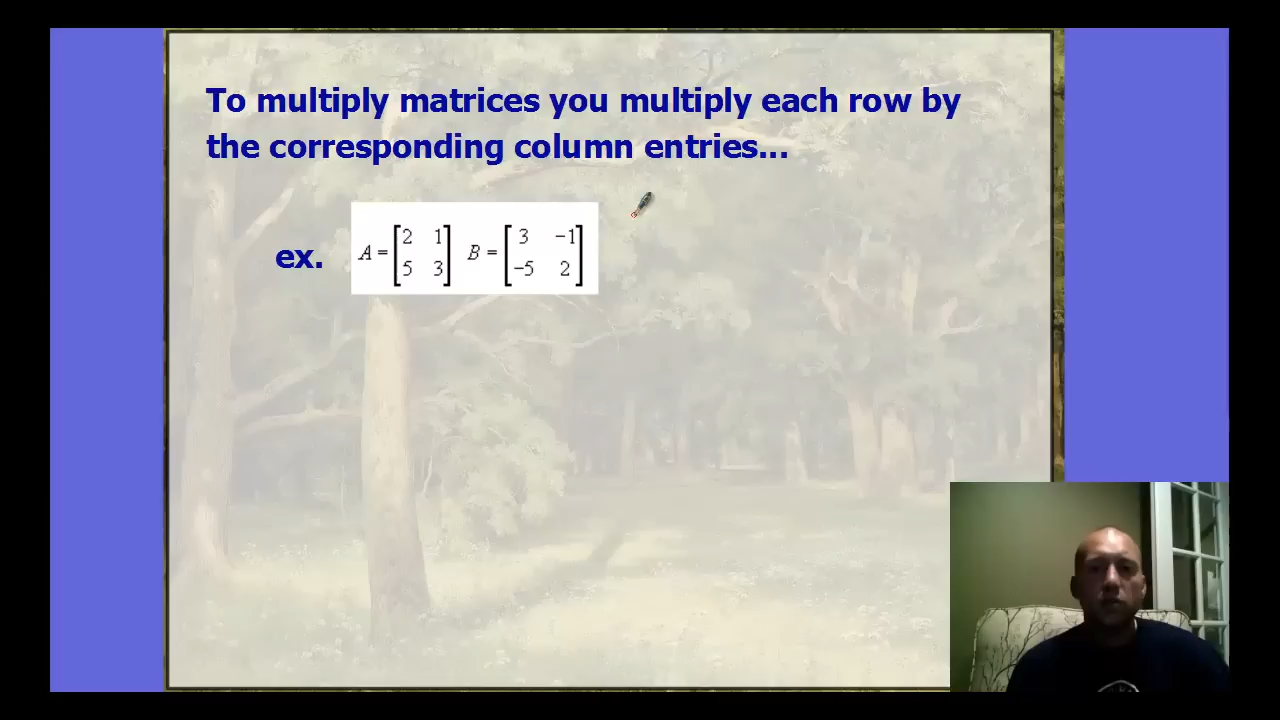 To multiply matrices you multiply each row by
the corresponding column entries...
ex. A = [2 1 B = [3 -1
5 3] -5 2]